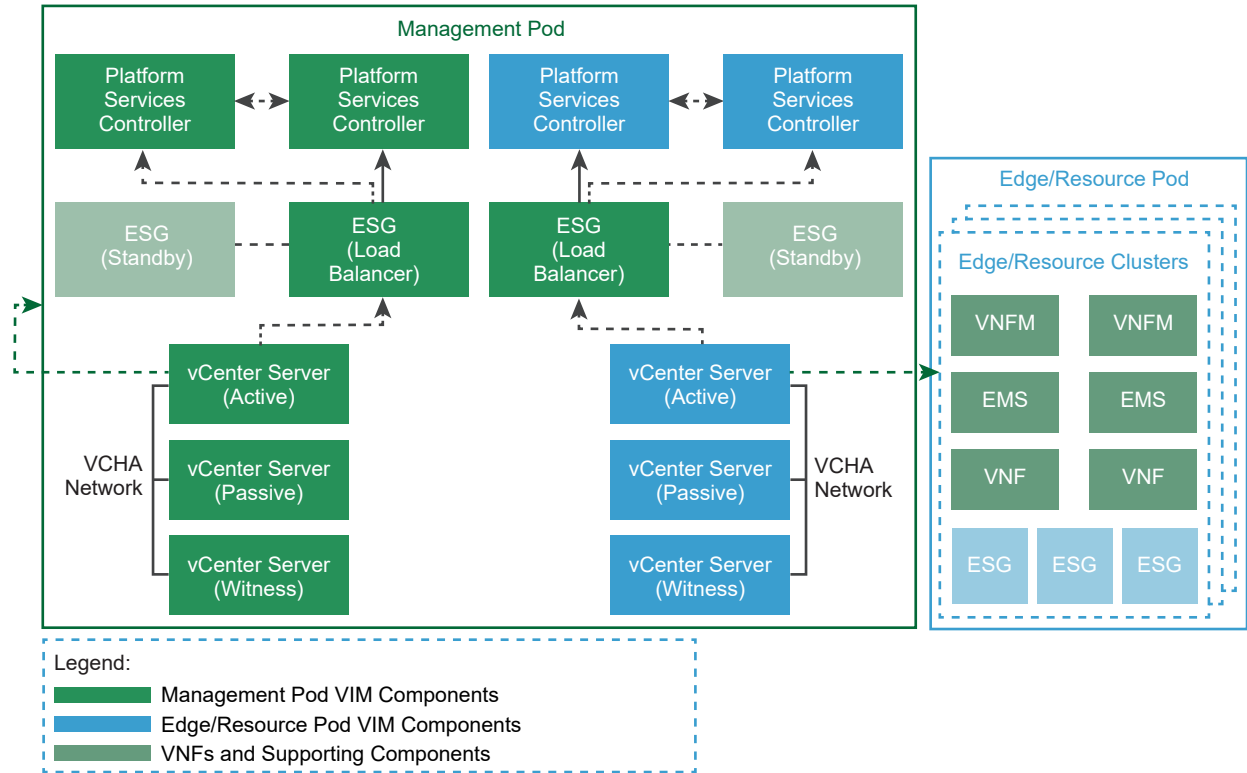 Management Pod
Platform
Services
Controller
Platform
Services
Controller
Platform
Services
Controller
Platform
Services
Controller
ESG
(Standby)
ESG
(Load
Balancer)
ESG
(Load
Balancer)
ESG
(Standby)
vCenter Server
(Active)
vCenter Server
(Passive)
vCenter Server
(Witness)
VCHA
Network
vCenter Server
(Active)
vCenter Server
(Passive)
vCenter Server
(Witness)
VCHA
Network
Edge/Resource Pod
Edge/Resource Clusters
VNFM
VNFM
EMS
EMS
VNF
VNF
ESG
ESG
ESG
Legend:
Management Pod VIM Components
Edge/Resource Pod VIM Components
VNFs and Supporting Components